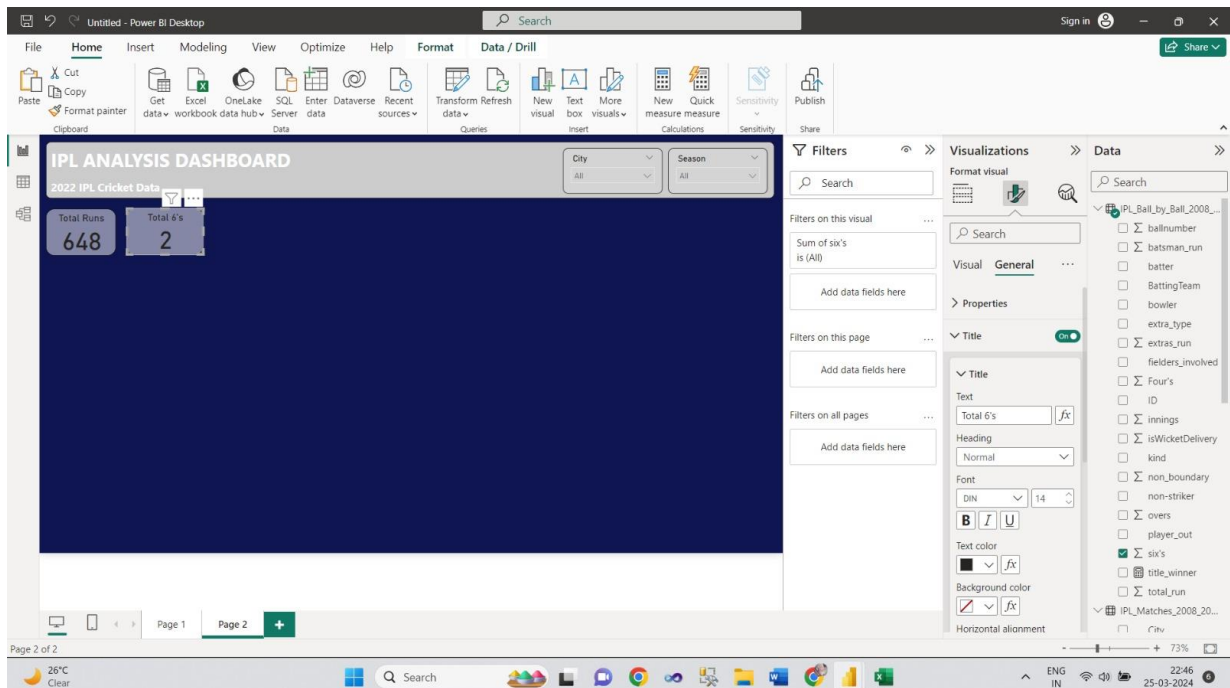 Untitled - Power BI Desktop
Search
Sign in
File Home Insert Modeling View Optimize Help Format Data / Drill
Share
Paste
Cut
Copy
Format painter
Get data
Excel workbook
OneLake data hub
SQL Server
Enter data
Dataverse
Recent sources
Transform data
Refresh
New visual
Text box
More visuals
New measure
Quick measure
Sensitivity
Publish
Clipboard
Data
Queries
Insert
Calculations
Sensitivity
Share
IPL ANALYSIS DASHBOARD
2022 IPL Cricket Data
City
All
Season
All
Total Runs
648
Total 6's
2
Filters
Search
Filters on this visual
Sum of six's
is (All)
Add data fields here
Filters on this page
Add data fields here
Filters on all pages
Add data fields here
Visualizations
Format visual
Search
Visual General
Properties
Title
On
Title
Text
Total 6's
fx
Heading
Normal
Font
DIN
14
B I U
Text color
fx
Background color
fx
Horizontal alignment
Data
Search
IPL_Ball_by_Ball_2008_...
ballnumber
batsman_run
batter
BattingTeam
bowler
extra_type
extras_run
fielders_involved
Four's
ID
innings
isWicketDelivery
kind
non_boundary
non-striker
overs
player_out
six's
title_winner
total_run
IPL_Matches_2008_20...
City
Page 1
Page 2
Page 2 of 2
73%
26°C
Clear
Search
ENG
IN
22:46
25-03-2024
6